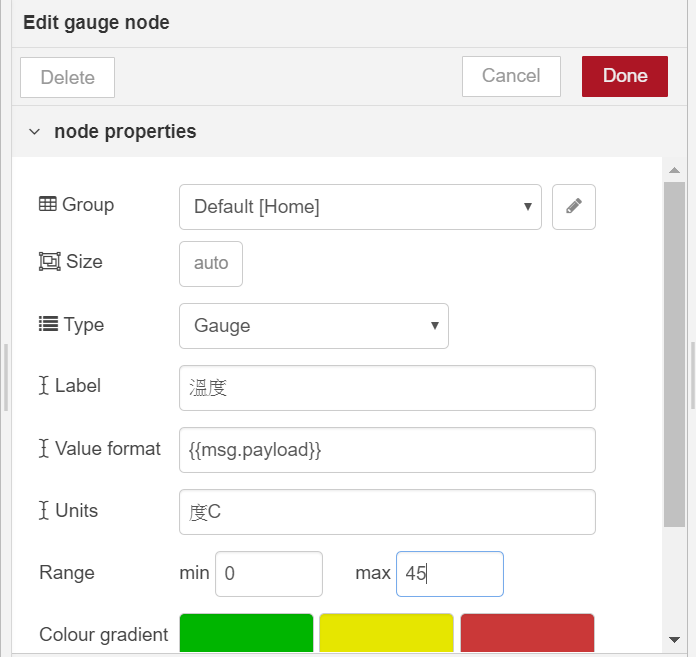 Edit gauge node
Delete
Cancel
Done
node properties
Group
Default [Home]
Size
auto
Type
Gauge
Label
溫度
Value format
{{msg.payload}}
Units
度C
Range
min 0
max 45
Colour gradient